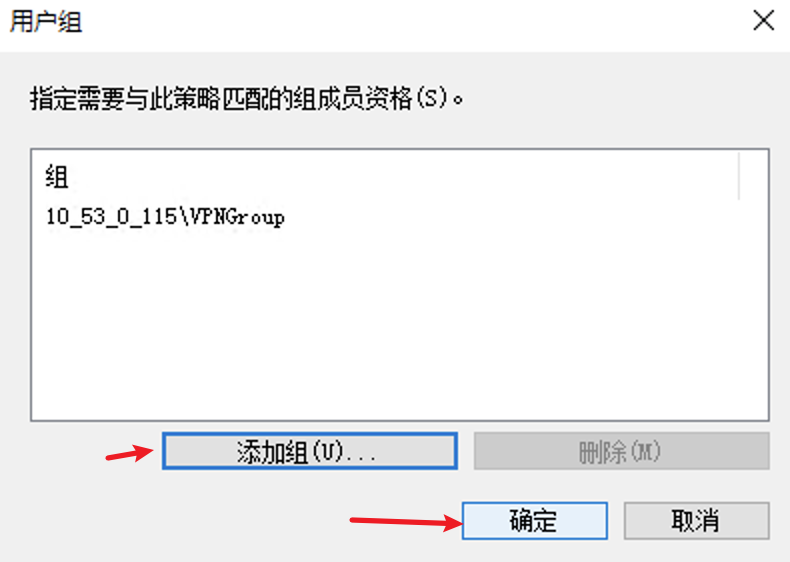 用户组
指定需要与此策略匹配的组成员资格(S)。
组
10_53_0_115\VPNGroup
添加组(U)... 删除(M)
确定 取消